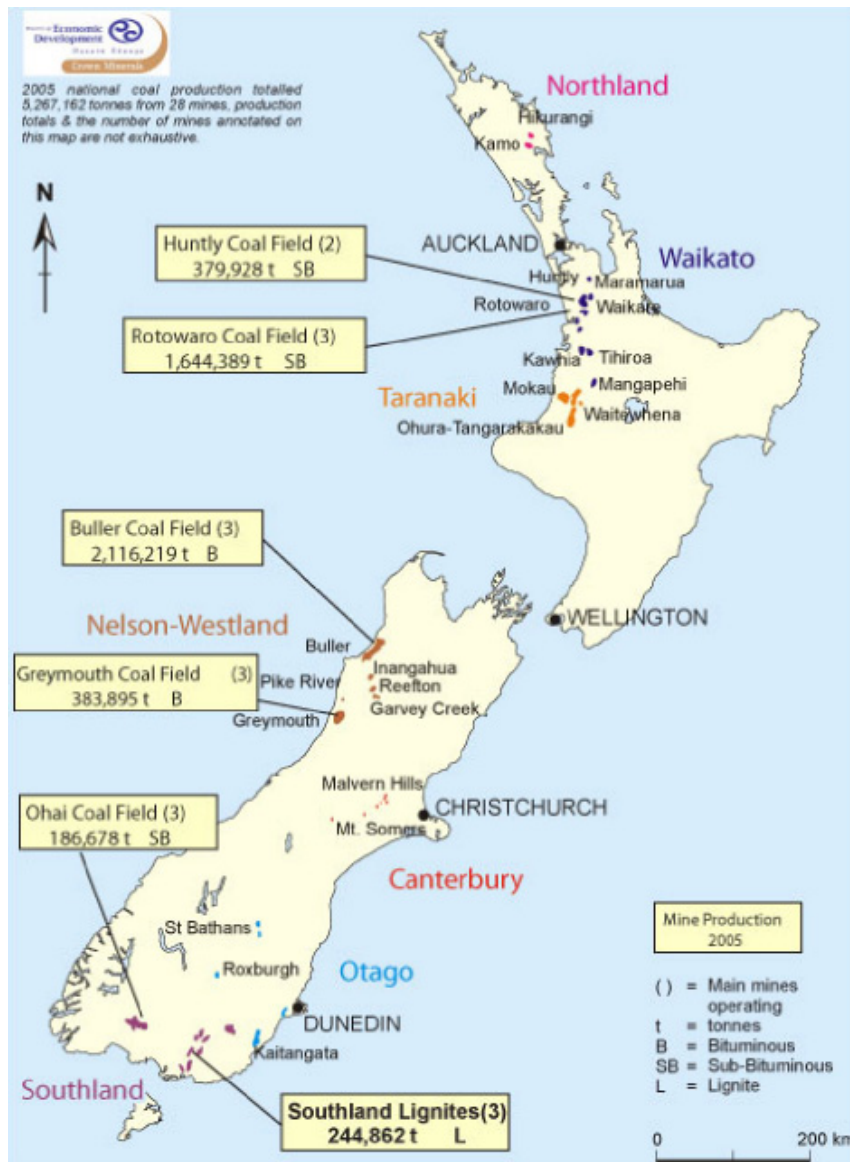 Ministry of Economic
Development
Manatū Ōhanga
Crown Minerals
2005 national coal production totalled
5,267,162 tonnes from 28 mines, production
totals & the number of mines annotated on
this map are not exhaustive.
N
Northland
Hikurangi
Kamo
Huntly Coal Field (2)
379,928 t SB
AUCKLAND
Waikato
Huntly
Maramarua
Rotowaro
Waikare
Rotowaro Coal Field (3)
1,644,389 t SB
Kawhia
Tihiroa
Mokau
Mangapehi
Taranaki
Waitewhena
Ohura-Tangarakakau
Buller Coal Field (3)
2,116,219 t B
Nelson-Westland
WELLINGTON
Buller
Inangahua
Greymouth Coal Field (3)
383,895 t B
Pike River
Reefton
Garvey Creek
Greymouth
Malvern Hills
Ohai Coal Field (3)
186,678 t SB
CHRISTCHURCH
Mt. Somers
Canterbury
St Bathans
Mine Production
2005
Roxburgh
Otago
( ) = Main mines
operating
t = tonnes
B = Bituminous
SB = Sub-Bituminous
L = Lignite
DUNEDIN
Kaitangata
Southland
Southland Lignites(3)
244,862 t L
0 200 km